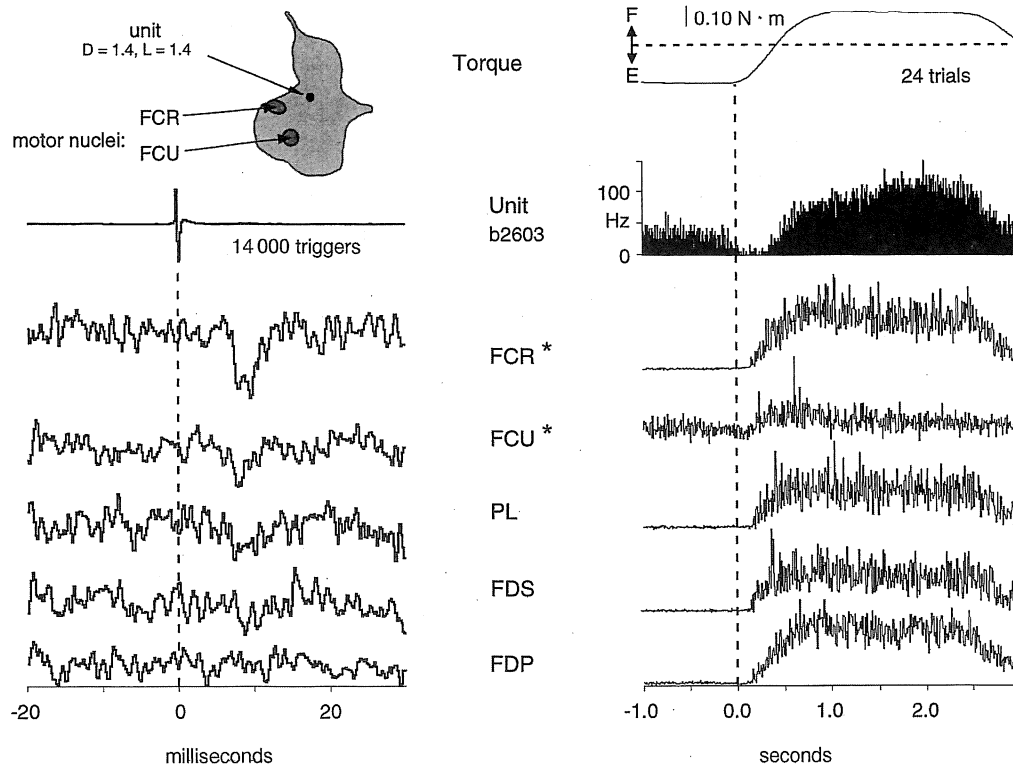 unit
D = 1.4, L = 1.4
FCR
motor nuclei:
FCU
14 000 triggers
Torque
F
E
0.10 N · m
24 trials
Unit
b2603
100
Hz
0
FCR *
FCU *
PL
FDS
FDP
-20
0
20
milliseconds
-1.0
0.0
1.0
2.0
seconds